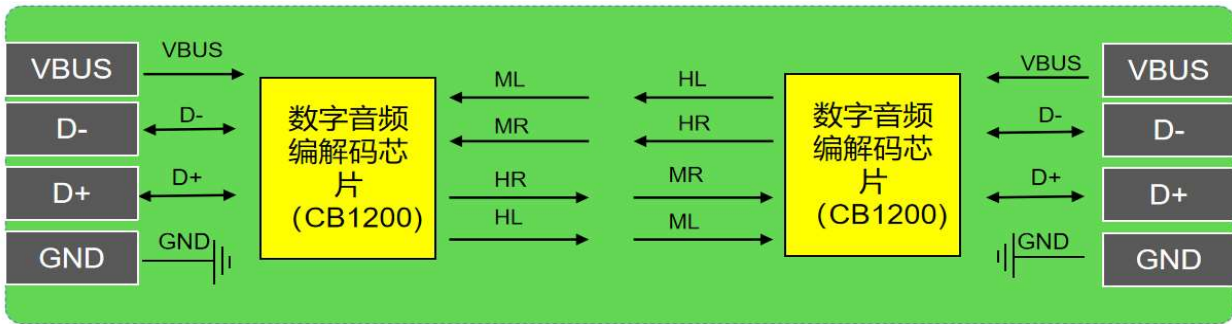 VBUS
D-
D+
GND
VBUS
D-
D+
GND
数字音频
编解码芯
片
（CB1200)
ML
MR
HR
HL
HL
HR
MR
ML
数字音频
编解码芯
片
（CB1200)
VBUS
D-
D+
GND
VBUS
D-
D+
GND